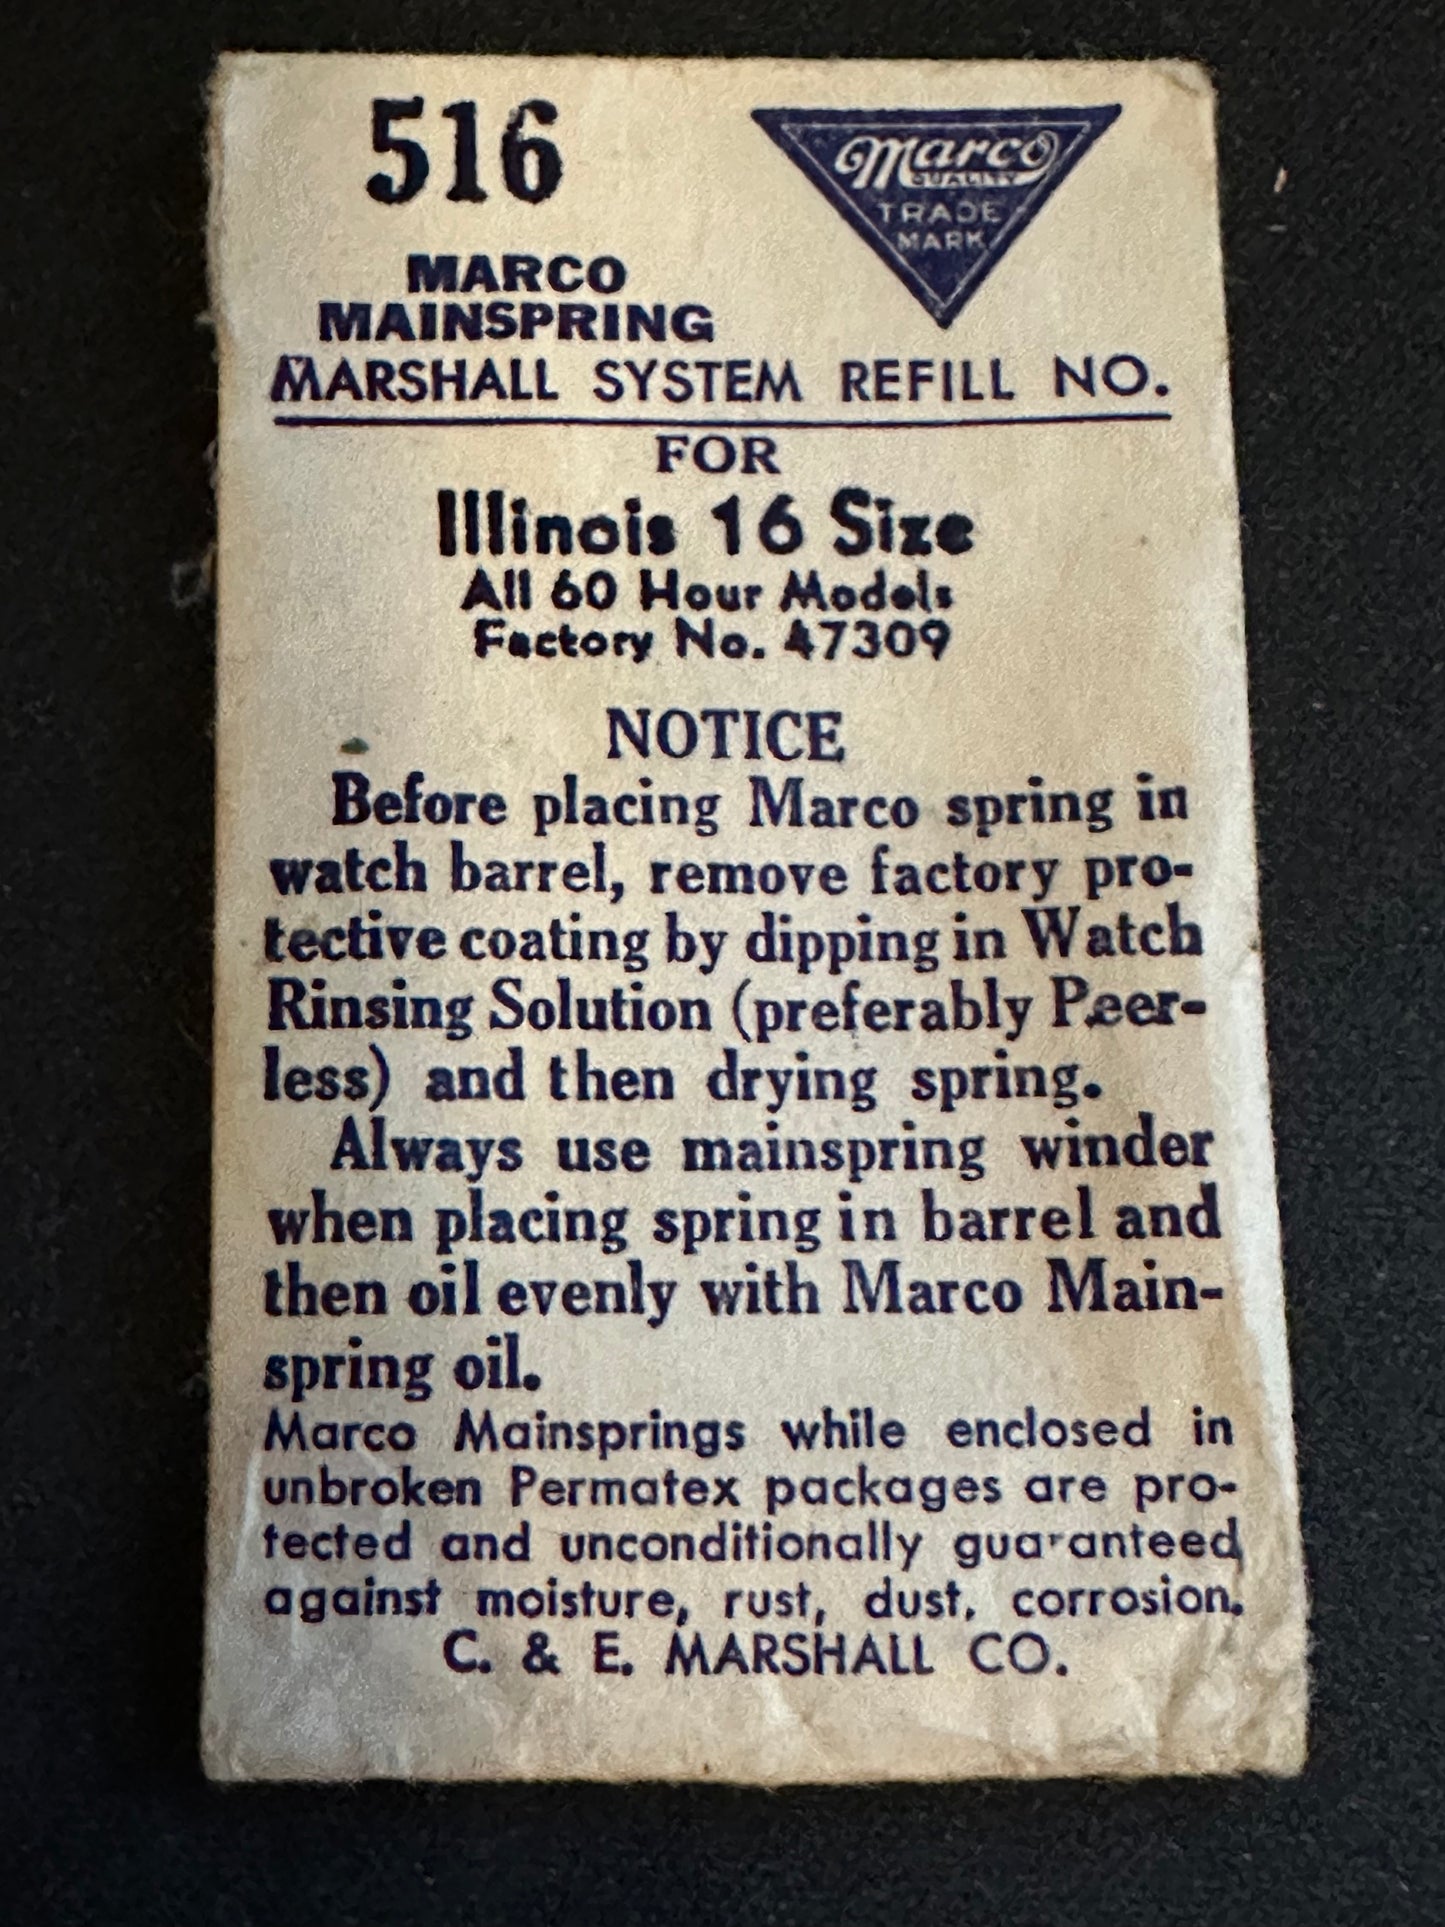 516
Marco
QUALITY
TRADE
MARK
MARCO
MAINSPRING
MARSHALL SYSTEM REFILL NO.
FOR
Illinois 16 Size
All 60 Hour Models
Factory No. 47309
NOTICE
Before placing Marco spring in
watch barrel, remove factory pro-
tective coating by dipping in Watch
Rinsing Solution (preferably Peer-
less) and then drying spring.
Always use mainspring winder
when placing spring in barrel and
then oil evenly with Marco Main-
spring oil.
Marco Mainsprings while enclosed in
unbroken Permatex packages are pro-
tected and unconditionally guaranteed
against moisture, rust, dust, corrosion.
C. & E. MARSHALL CO.